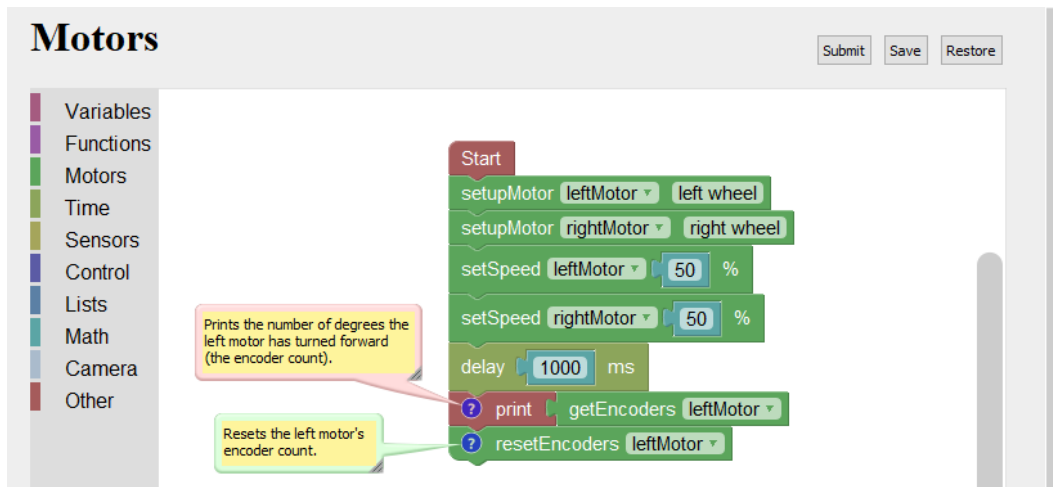 Motors
Submit Save Restore
Variables
Functions
Motors
Time
Sensors
Control
Lists
Math
Camera
Other
Start
setupMotor leftMotor left wheel
setupMotor rightMotor right wheel
setSpeed leftMotor 50 %
setSpeed rightMotor 50 %
delay 1000 ms
? print getEncoders leftMotor
? resetEncoders leftMotor
Prints the number of degrees the
left motor has turned forward
(the encoder count).
Resets the left motor's
encoder count.